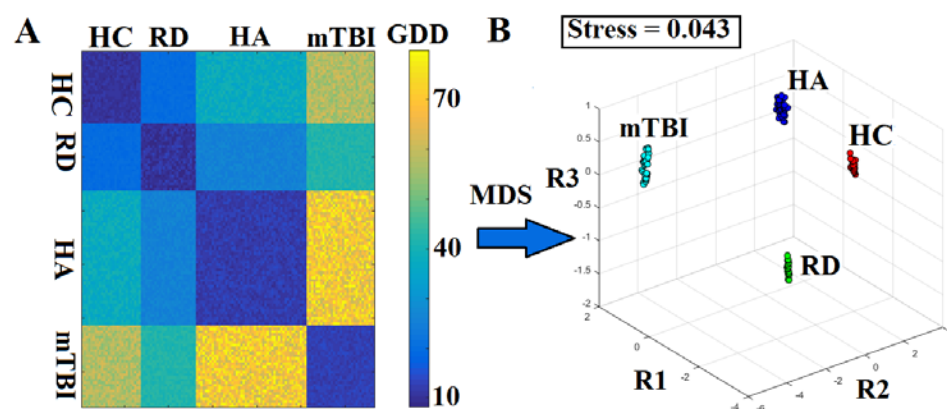 A
HC RD HA mTBI GDD
HC
RD
HA
mTBI
70
40
10
MDS
B
Stress = 0.043
HA
mTBI
HC
RD
R3
1
0.5
0
-0.5
-1
-1.5
-2
2
0
-2
-4
R1
-6
-4
-2
0
2
R2